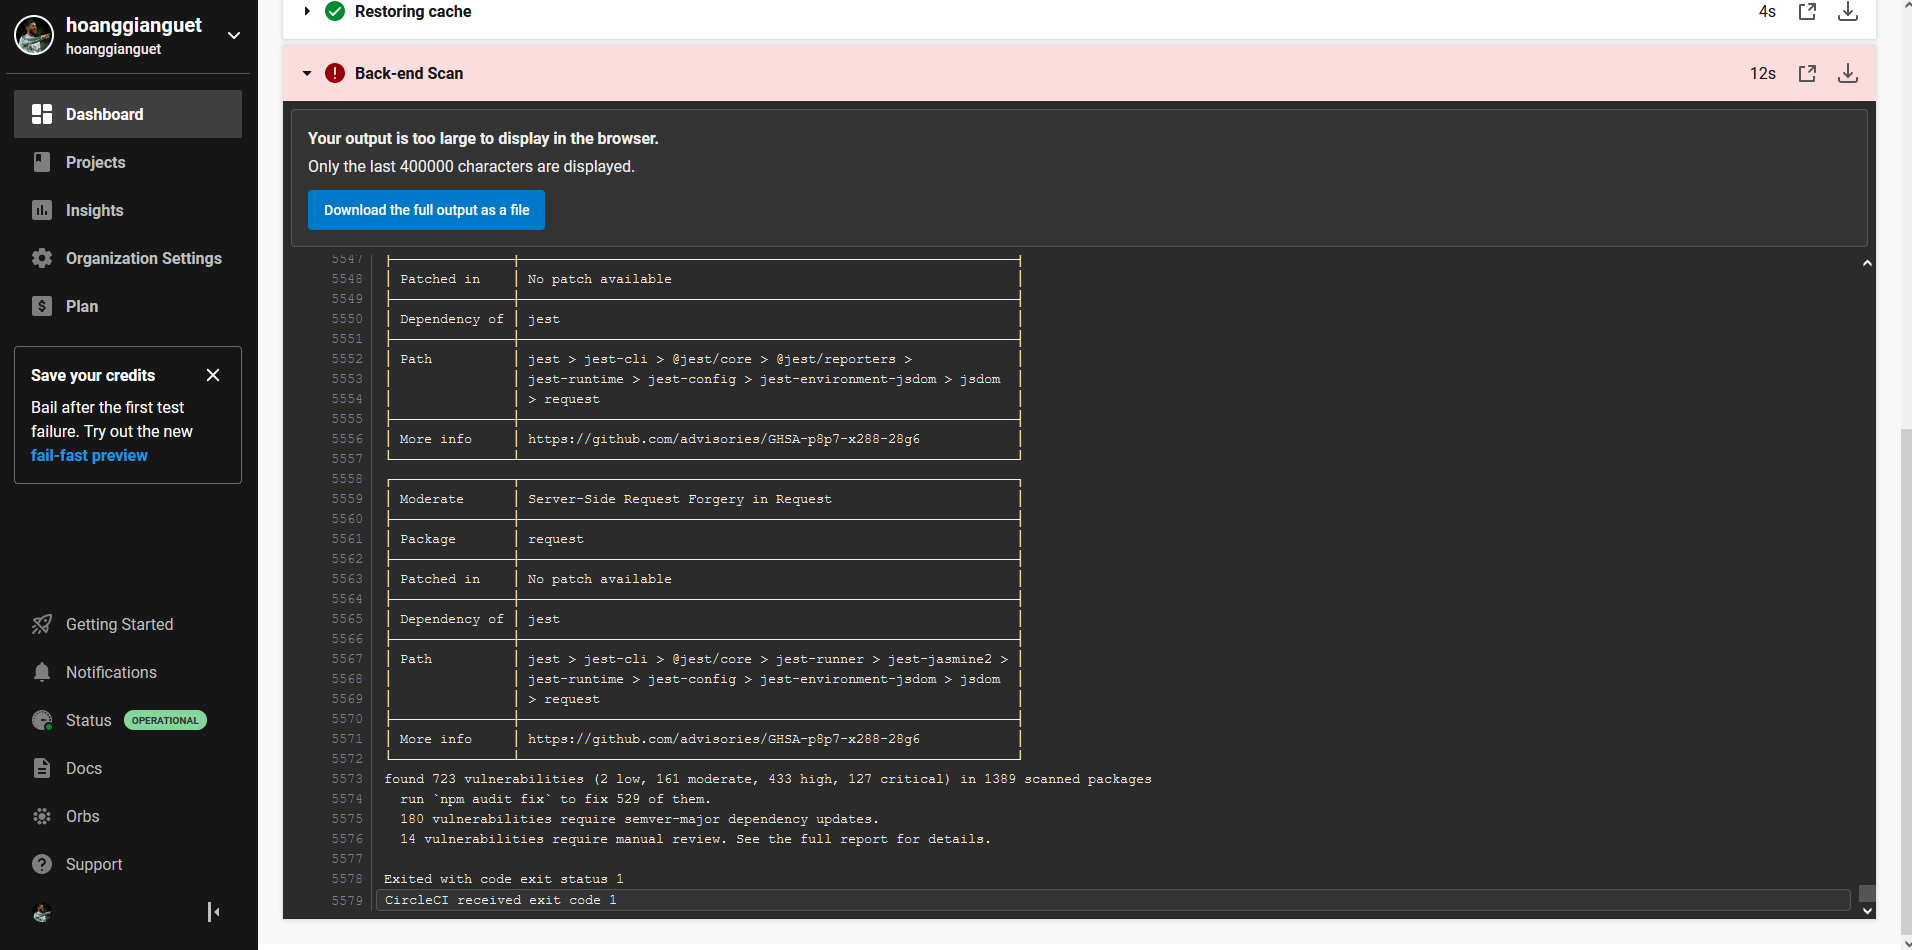 hoanggianguet
hoanggianguet
Dashboard
Projects
Insights
Organization Settings
Plan
Save your credits
Bail after the first test
failure. Try out the new
fail-fast preview
Getting Started
Notifications
Status OPERATIONAL
Docs
Orbs
Support
Restoring cache 4s
Back-end Scan 12s
Your output is too large to display in the browser.
Only the last 400000 characters are displayed.
Download the full output as a file
5547
5548 Patched in No patch available
5549
5550 Dependency of jest
5551
5552 Path jest > jest-cli > @jest/core > @jest/reporters >
5553 jest-runtime > jest-config > jest-environment-jsdom > jsdom
5554 > request
5555
5556 More info https://github.com/advisories/GHSA-p8p7-x288-28g6
5557
5558
5559 Moderate Server-Side Request Forgery in Request
5560
5561 Package request
5562
5563 Patched in No patch available
5564
5565 Dependency of jest
5566
5567 Path jest > jest-cli > @jest/core > jest-runner > jest-jasmine2 >
5568 jest-runtime > jest-config > jest-environment-jsdom > jsdom
5569 > request
5570
5571 More info https://github.com/advisories/GHSA-p8p7-x288-28g6
5572
5573 found 723 vulnerabilities (2 low, 161 moderate, 433 high, 127 critical) in 1389 scanned packages
5574 run `npm audit fix` to fix 529 of them.
5575 180 vulnerabilities require semver-major dependency updates.
5576 14 vulnerabilities require manual review. See the full report for details.
5577
5578 Exited with code exit status 1
5579 CircleCI received exit code 1